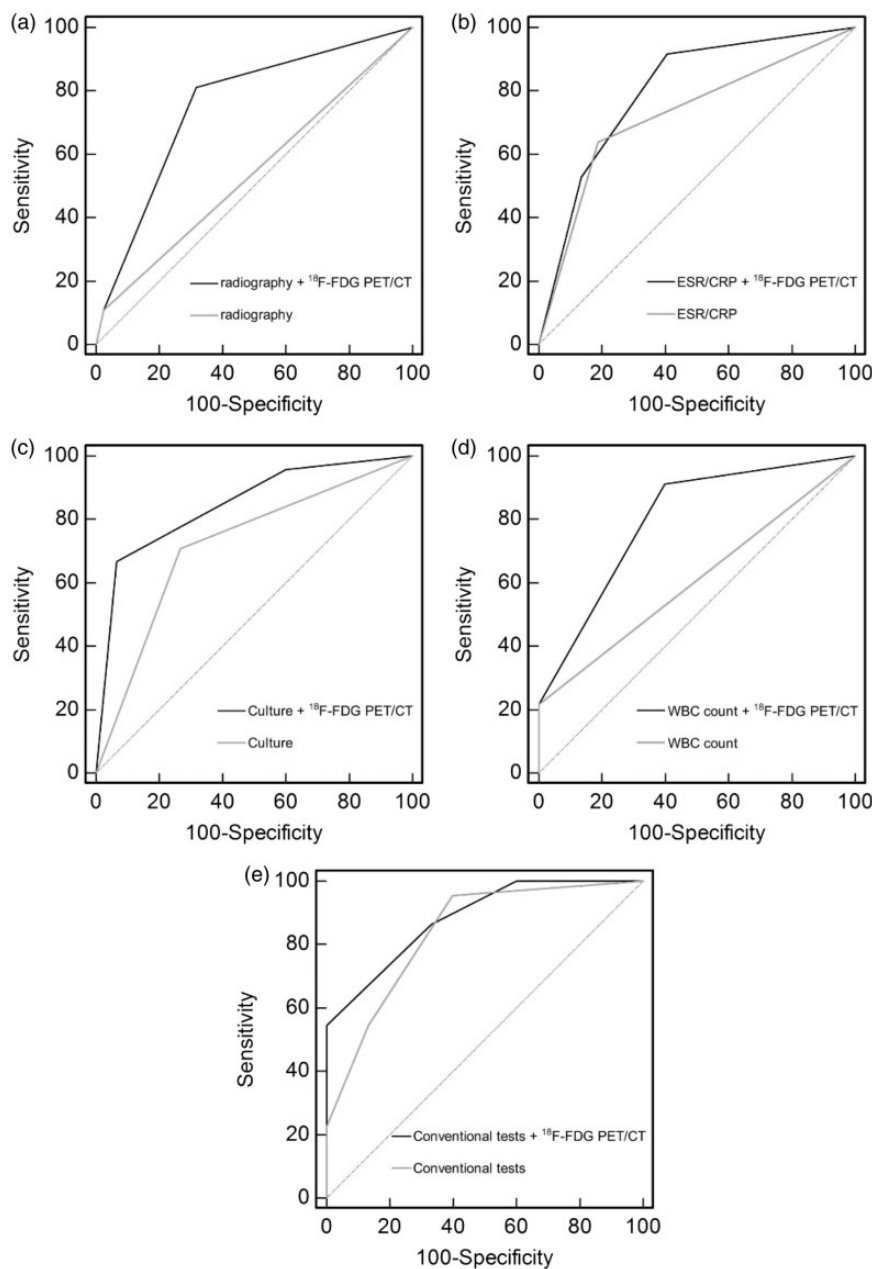 (a)
100
80
60
40
20
0
Sensitivity
radiography + ¹⁸F-FDG PET/CT
radiography
0 20 40 60 80 100
100-Specificity
(b)
100
80
60
40
20
0
Sensitivity
ESR/CRP + ¹⁸F-FDG PET/CT
ESR/CRP
0 20 40 60 80 100
100-Specificity
(c)
100
80
60
40
20
0
Sensitivity
Culture + ¹⁸F-FDG PET/CT
Culture
0 20 40 60 80 100
100-Specificity
(d)
100
80
60
40
20
0
Sensitivity
WBC count + ¹⁸F-FDG PET/CT
WBC count
0 20 40 60 80 100
100-Specificity
(e)
100
80
60
40
20
0
Sensitivity
Conventional tests + ¹⁸F-FDG PET/CT
Conventional tests
0 20 40 60 80 100
100-Specificity